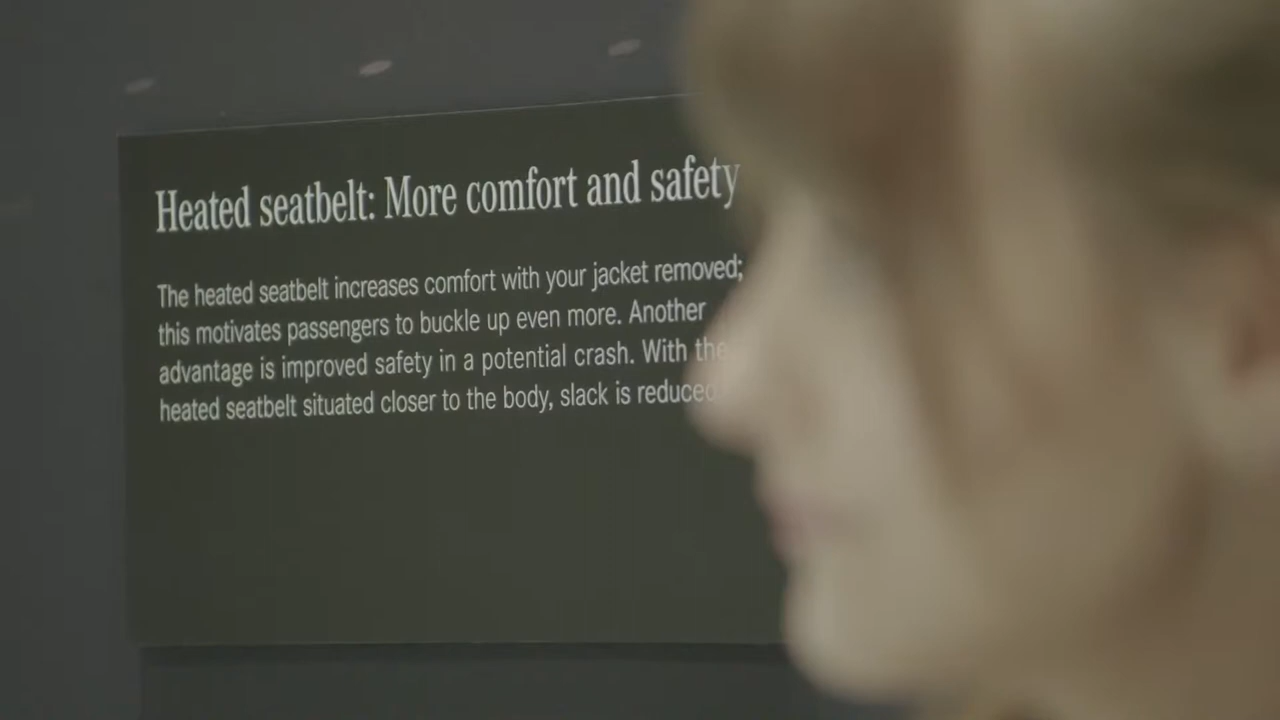 Heated seatbelt: More comfort and safety
The heated seatbelt increases comfort with your jacket removed;
this motivates passengers to buckle up even more. Another
advantage is improved safety in a potential crash. With the
heated seatbelt situated closer to the body, slack is reduced